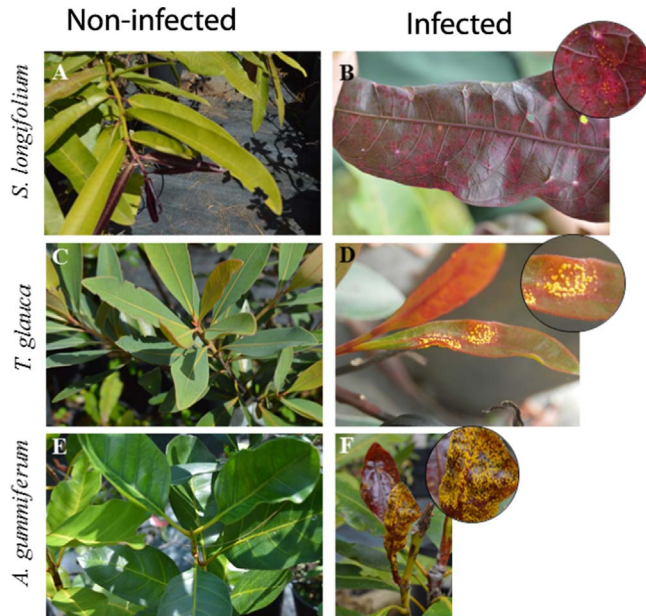 Non-infected
Infected
A
B
S. longifolium
C
D
T. glauca
E
F
A. gummiferum